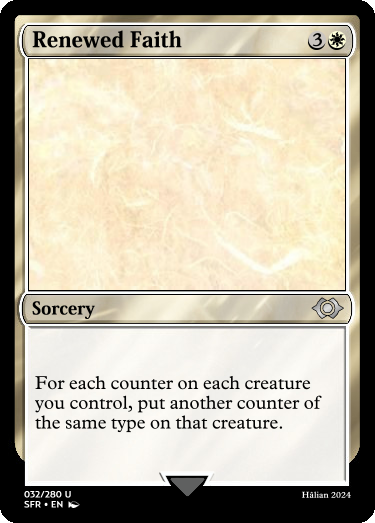 Renewed Faith 3
Sorcery
For each counter on each creature
you control, put another counter of
the same type on that creature.
032/280 U
SFR • EN
Hálian 2024